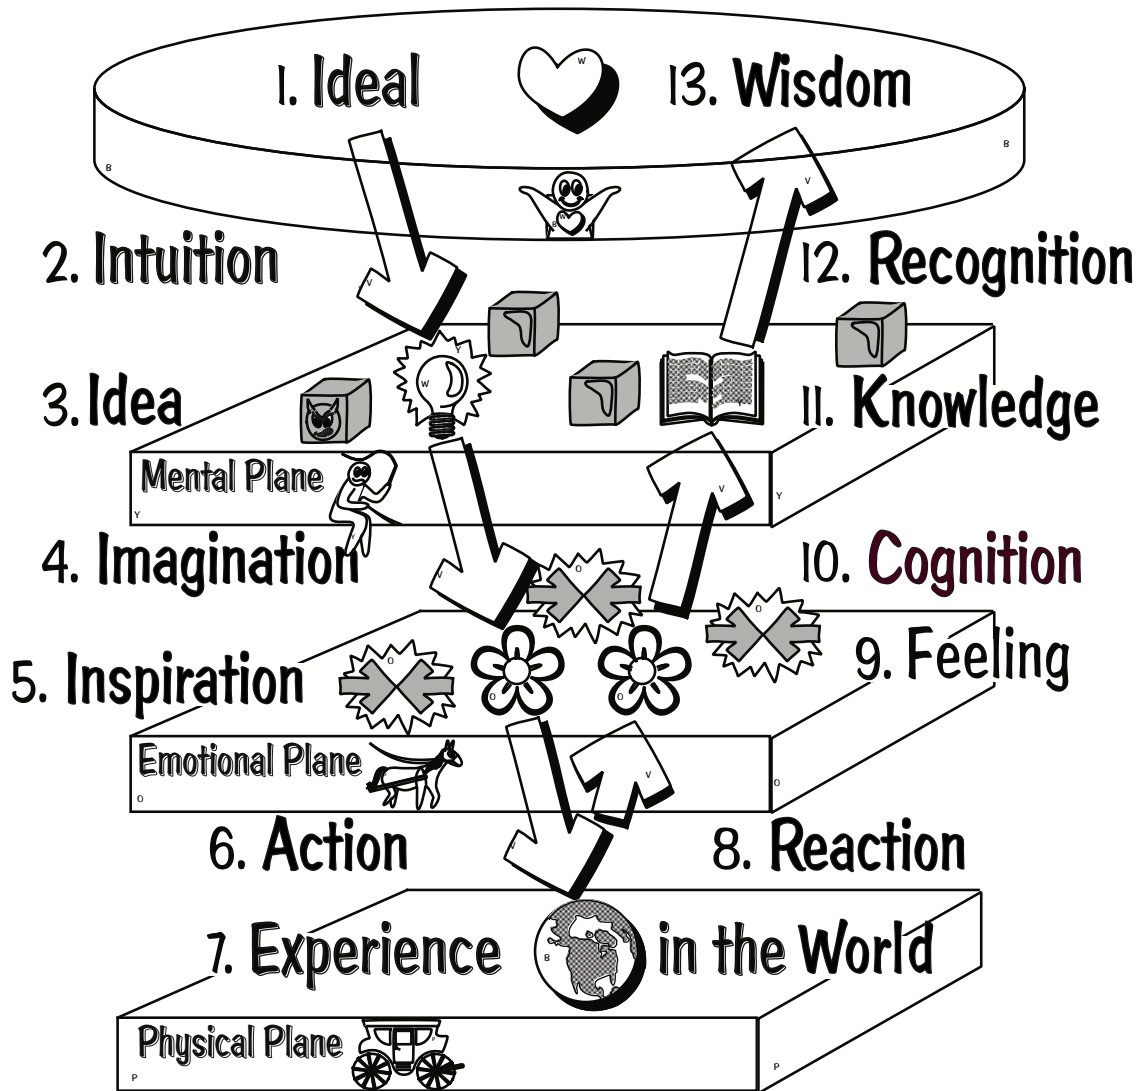 1. Ideal
W
13. Wisdom
B
B
V
W
B
2. Intuition
V
12. Recognition
Y
W
3. Idea
11. Knowledge
Mental Plane
Y
V
Y
4. Imagination
V
O
10. Cognition
O
5. Inspiration
O
9. Feeling
O
O
Emotional Plane
O
V
O
6. Action
V
8. Reaction
7. Experience
B
in the World
Physical Plane
P
P